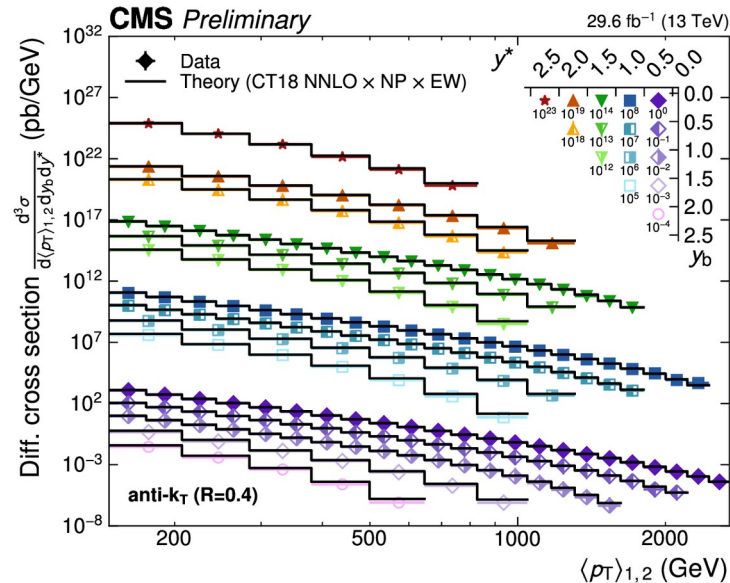 CMS Preliminary
29.6 fb⁻¹ (13 TeV)
Data
Theory (CT18 NNLO × NP × EW)
y*
2.5 2.0 1.5 1.0 0.5 0.0
10²³ 10¹⁹ 10¹⁴ 10⁸ 10⁰
10¹⁸ 10¹³ 10⁷ 10⁻¹
10¹² 10⁶ 10⁻²
10⁵ 10⁻³
10⁻⁴
0.0
0.5
1.0
1.5
2.0
2.5
y_b
Diff. cross section d³σ / d⟨p_T⟩₁,₂ dy_b dy* (pb/GeV)
10³²
10²⁷
10²²
10¹⁷
10¹²
10⁷
10²
10⁻³
10⁻⁸
anti-k_T (R=0.4)
200 500 1000 2000
⟨p_T⟩₁,₂ (GeV)